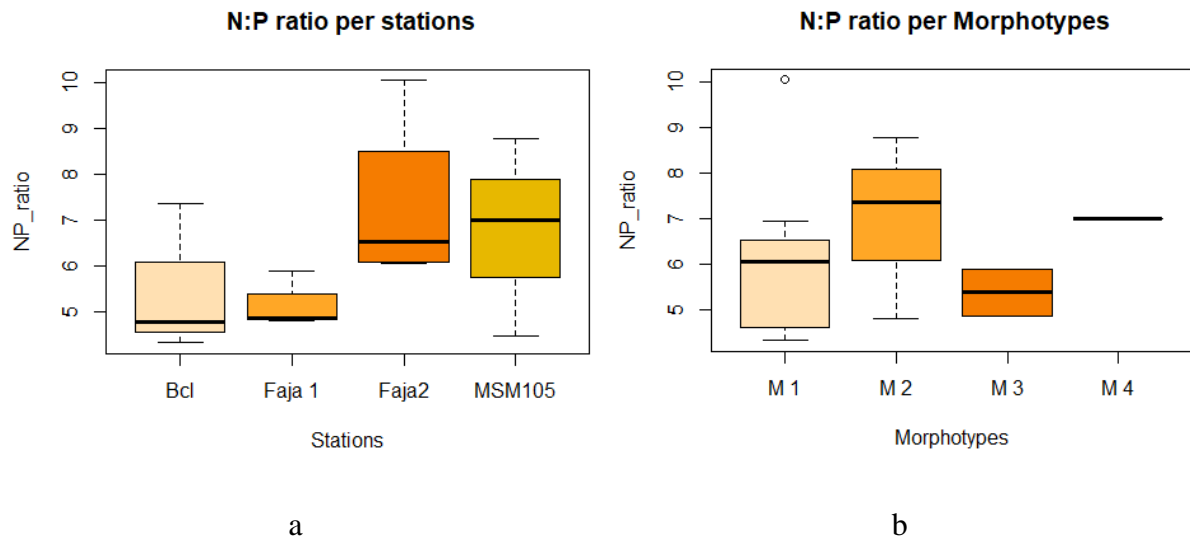 N:P ratio per stations
NP_ratio
10
9
8
7
6
5
Bcl Faja 1 Faja2 MSM105
Stations
a
N:P ratio per Morphotypes
NP_ratio
10
9
8
7
6
5
M 1 M 2 M 3 M 4
Morphotypes
b